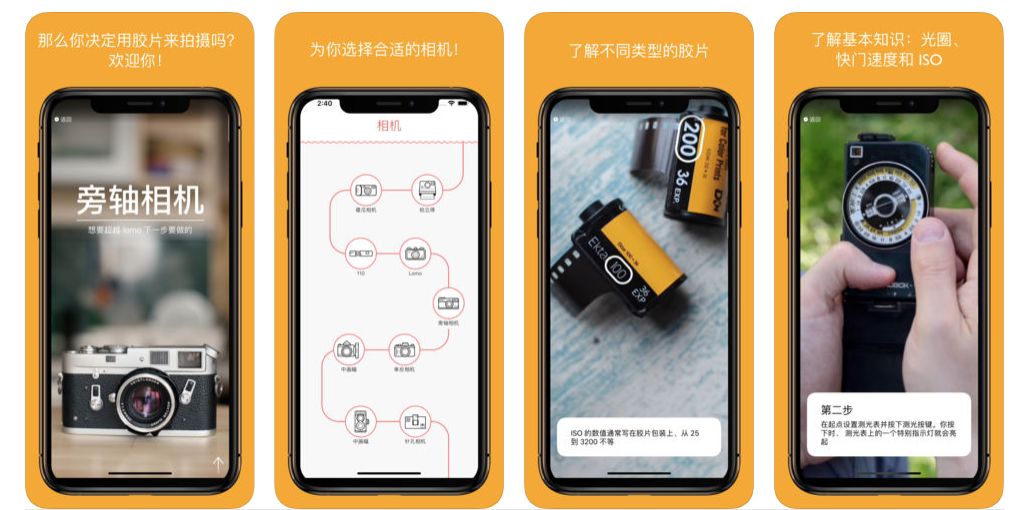 那么你决定用胶片来拍摄吗?
欢迎你!
返回
旁轴相机
想要超越 lomo 下一步要做的
为你选择合适的相机!
2:40
相机
傻瓜相机
拍立得
110
Lomo
旁轴相机
中画幅
单反相机
中画幅
针孔相机
了解不同类型的胶片
返回
200
36 EXP
for Color Prints
Ekta 100
36
EXP
ISO 的数值通常写在胶片包装上、从 25
到 3200 不等
了解基本知识：光圈、
快门速度和 ISO
返回
第二步
在起点设置测光表并按下测光按键。你按
下时、 测光表上的一个特别指示灯就会亮
起